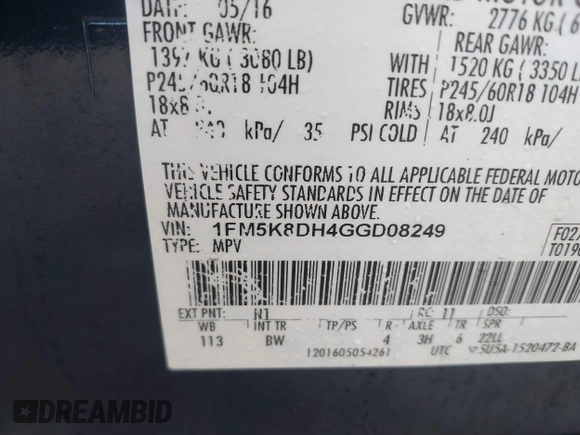 DATE: 05/16
GVWR: 2776 KG
FRONT GAWR:
REAR GAWR:
KG (3080 LB)
WITH 1520 KG (3350
P245/60R18 104H
TIRES P245/60R18 104H
18x8.
RIMS 18x8.0J
AT kPa/ 35 PSI COLD AT 240 kPa/
THIS VEHICLE CONFORMS TO ALL APPLICABLE FEDERAL
VEHICLE SAFETY STANDARDS IN EFFECT ON THE DATE OF
MANUFACTURE SHOWN ABOVE.
VIN: 1FM5K8DH4GGD08249
TYPE: MPV
EXT PNT: N1 RC: 11 DSO:
WB INT TR TP/PS R AXLE TR SPR
113 BW 4 3H 6 22LL
UTC
DREAMBID